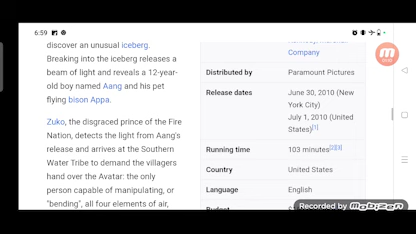 6:59
discover an unusual iceberg.
Breaking into the iceberg releases a
beam of light and reveals a 12-year-
old boy named Aang and his pet
flying bison Appa.
Zuko, the disgraced prince of the Fire
Nation, detects the light from Aang's
release and arrives at the Southern
Water Tribe to demand the villagers
hand over the Avatar: the only
person capable of manipulating, or
"bending", all four elements of air,
Company
Distributed by Paramount Pictures
Release dates June 30, 2010 (New
York City)
July 1, 2010 (United
States)[1]
Running time 103 minutes[2][3]
Country United States
Language English
Recorded by Mobizen